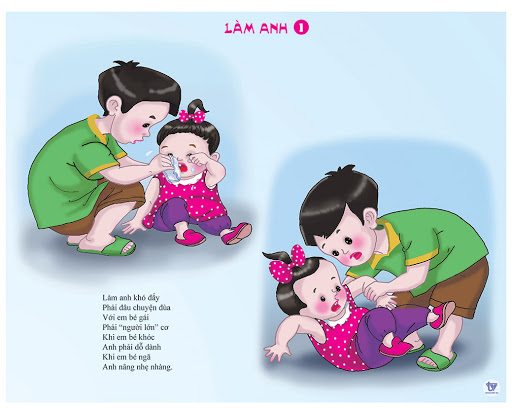 LÀM ANH 1
Làm anh khó đấy
Phải đâu chuyện đùa
Với em bé gái
Phải “người lớn” cơ
Khi em bé khóc
Anh phải dỗ dành
Khi em bé ngã
Anh nâng nhẹ nhàng.